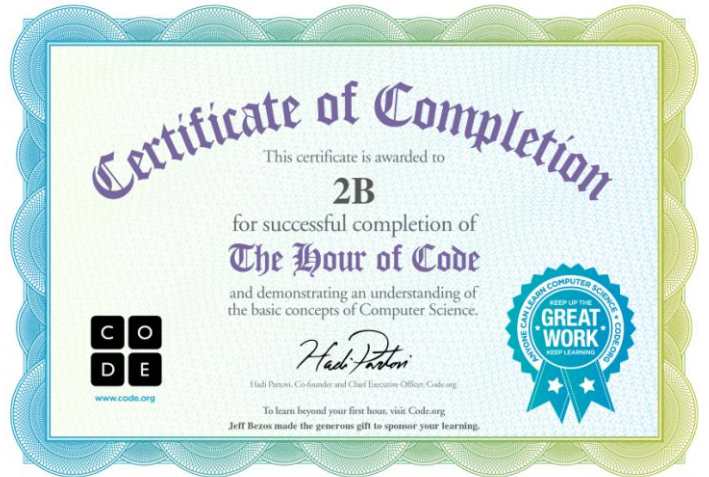 Certificate of Completion
This certificate is awarded to
2B
for successful completion of
The Hour of Code
and demonstrating an understanding of
the basic concepts of Computer Science.
C O
D E
www.code.org
Hadi Partovi
Hadi Partovi, Co-founder and Chief Executive Officer, Code.org
To learn beyond your first hour, visit Code.org
Jeff Bezos made the generous gift to sponsor your learning.
ANYONE CAN LEARN COMPUTER SCIENCE • CODE.ORG
KEEP UP THE
GREAT
WORK
KEEP LEARNING